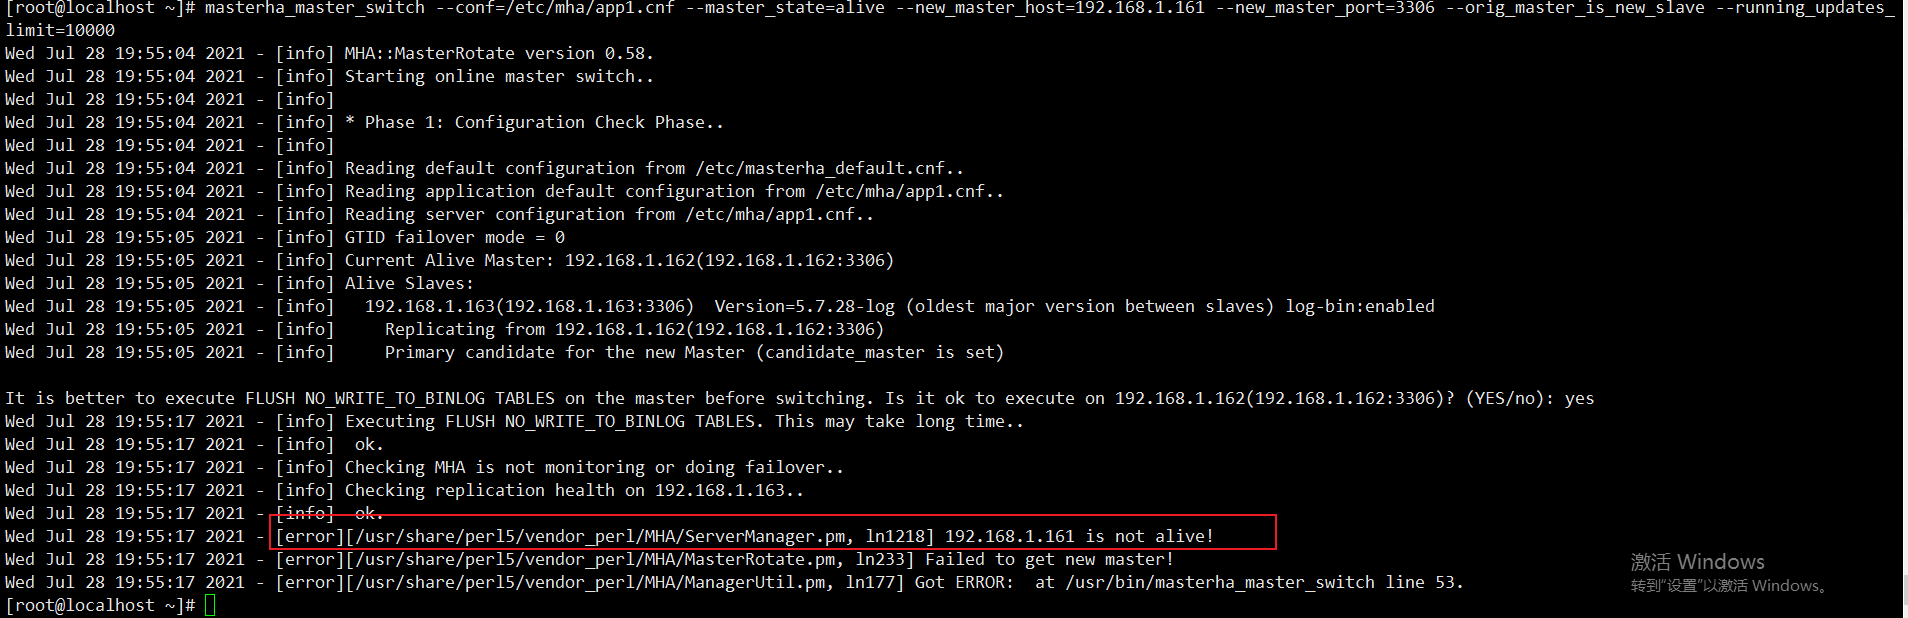 [root@localhost ~]# masterha_master_switch --conf=/etc/mha/app1.cnf --master_state=alive --new_master_host=192.168.1.161 --new_master_port=3306 --orig_master_is_new_slave --running_updates_
limit=10000
Wed Jul 28 19:55:04 2021 - [info] MHA::MasterRotate version 0.58.
Wed Jul 28 19:55:04 2021 - [info] Starting online master switch..
Wed Jul 28 19:55:04 2021 - [info]
Wed Jul 28 19:55:04 2021 - [info] * Phase 1: Configuration Check Phase..
Wed Jul 28 19:55:04 2021 - [info]
Wed Jul 28 19:55:04 2021 - [info] Reading default configuration from /etc/masterha_default.cnf..
Wed Jul 28 19:55:04 2021 - [info] Reading application default configuration from /etc/mha/app1.cnf..
Wed Jul 28 19:55:04 2021 - [info] Reading server configuration from /etc/mha/app1.cnf..
Wed Jul 28 19:55:05 2021 - [info] GTID failover mode = 0
Wed Jul 28 19:55:05 2021 - [info] Current Alive Master: 192.168.1.162(192.168.1.162:3306)
Wed Jul 28 19:55:05 2021 - [info] Alive Slaves:
Wed Jul 28 19:55:05 2021 - [info]   192.168.1.163(192.168.1.163:3306)  Version=5.7.28-log (oldest major version between slaves) log-bin:enabled
Wed Jul 28 19:55:05 2021 - [info]     Replicating from 192.168.1.162(192.168.1.162:3306)
Wed Jul 28 19:55:05 2021 - [info]     Primary candidate for the new Master (candidate_master is set)
It is better to execute FLUSH NO_WRITE_TO_BINLOG TABLES on the master before switching. Is it ok to execute on 192.168.1.162(192.168.1.162:3306)? (YES/no): yes
Wed Jul 28 19:55:17 2021 - [info] Executing FLUSH NO_WRITE_TO_BINLOG TABLES. This may take long time..
Wed Jul 28 19:55:17 2021 - [info]  ok.
Wed Jul 28 19:55:17 2021 - [info] Checking MHA is not monitoring or doing failover..
Wed Jul 28 19:55:17 2021 - [info] Checking replication health on 192.168.1.163..
Wed Jul 28 19:55:17 2021 - [info]  ok.
Wed Jul 28 19:55:17 2021 - [error][/usr/share/perl5/vendor_perl/MHA/ServerManager.pm, ln1218] 192.168.1.161 is not alive!
Wed Jul 28 19:55:17 2021 - [error][/usr/share/perl5/vendor_perl/MHA/MasterRotate.pm, ln233] Failed to get new master!
Wed Jul 28 19:55:17 2021 - [error][/usr/share/perl5/vendor_perl/MHA/ManagerUtil.pm, ln177] Got ERROR:  at /usr/bin/masterha_master_switch line 53.
[root@localhost ~]#
激活 Windows
转到“设置”以激活 Windows。